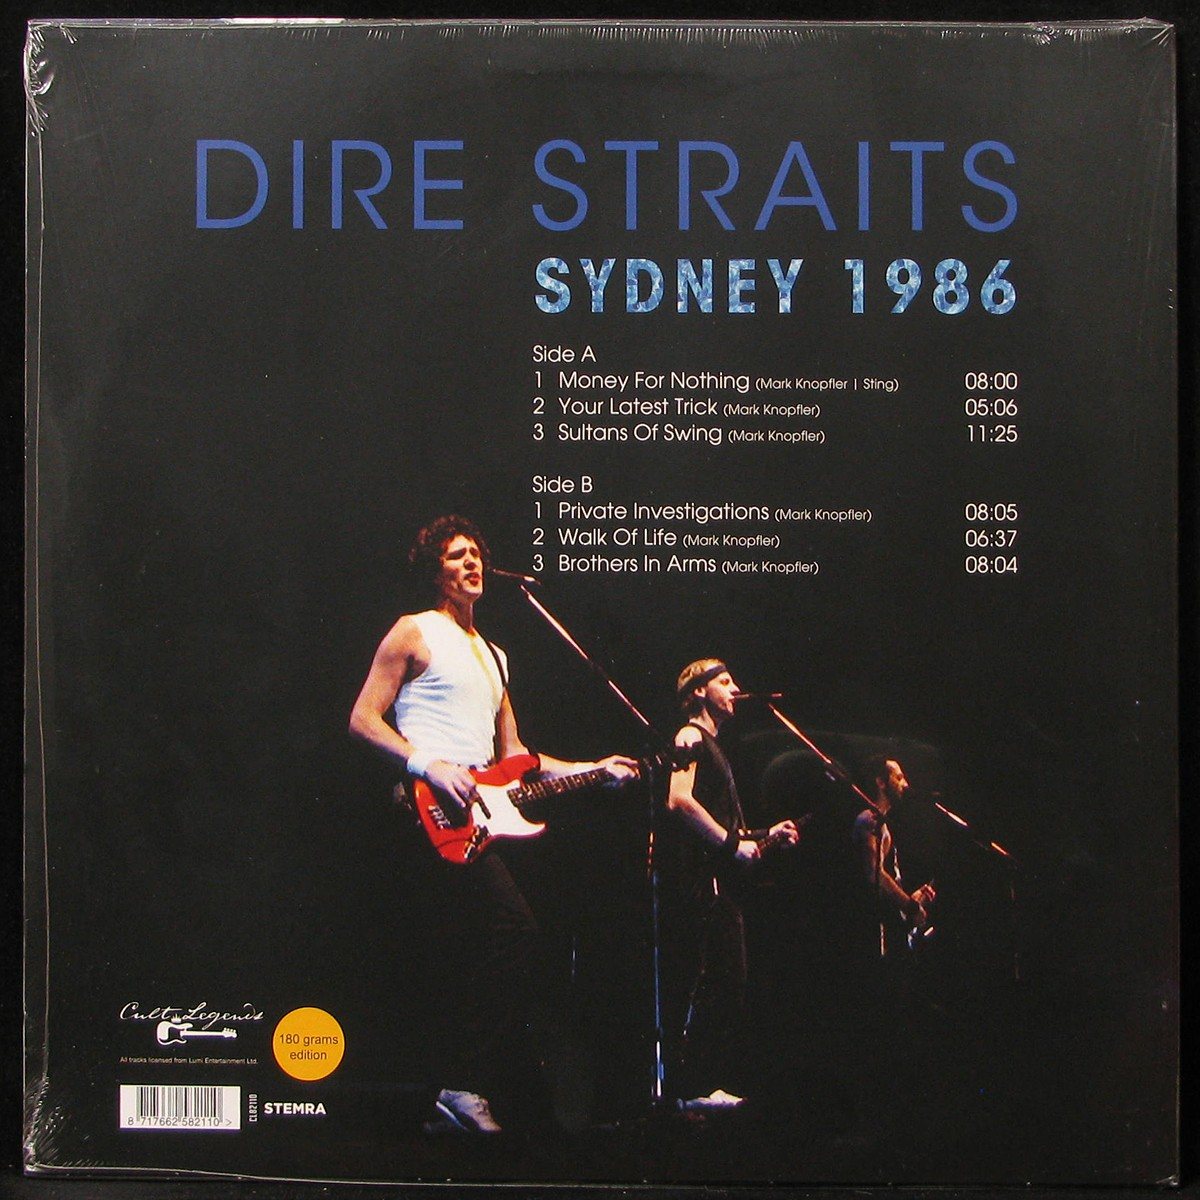 DIRE STRAITS
SYDNEY 1986
Side A
1 Money For Nothing (Mark Knopfler | Sting) 08:00
2 Your Latest Trick (Mark Knopfler) 05:06
3 Sultans Of Swing (Mark Knopfler) 11:25
Side B
1 Private Investigations (Mark Knopfler) 08:05
2 Walk Of Life (Mark Knopfler) 06:37
3 Brothers In Arms (Mark Knopfler) 08:04
Cult Legends
All tracks licensed from Lumi Entertainment Ltd.
180 grams
edition
8 717662 582110 >
CL82110
STEMRA